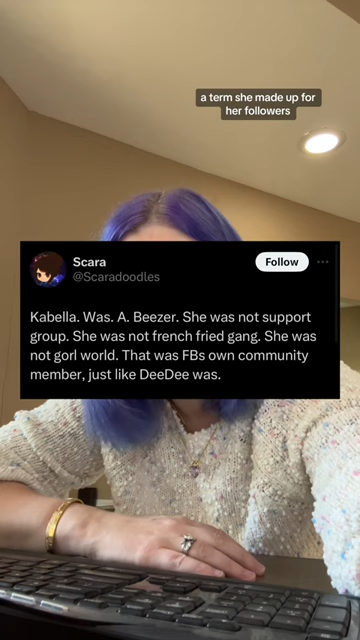 a term she made up for
her followers
Scara
@Scaradoodles
Follow
Kabella. Was. A. Beezer. She was not support
group. She was not french fried gang. She was
not gorl world. That was FBs own community
member, just like DeeDee was.